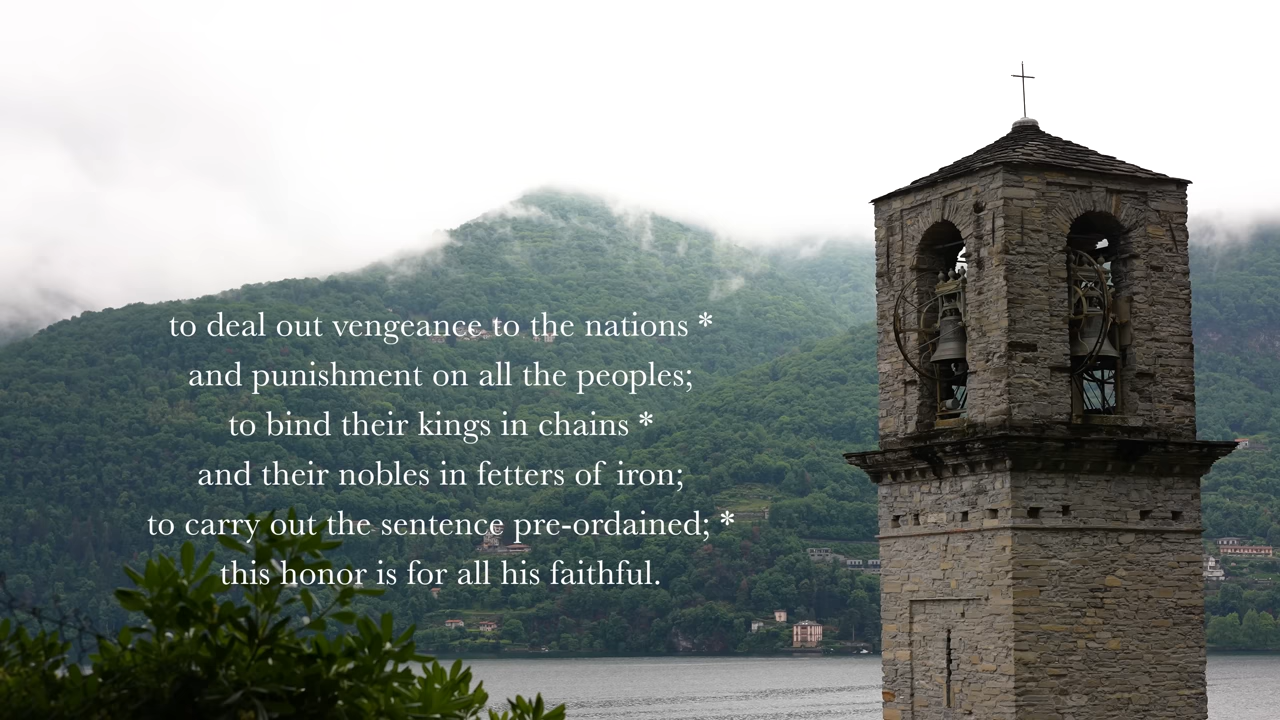 to deal out vengeance to the nations *
and punishment on all the peoples;
to bind their kings in chains *
and their nobles in fetters of iron;
to carry out the sentence pre-ordained; *
this honor is for all his faithful.